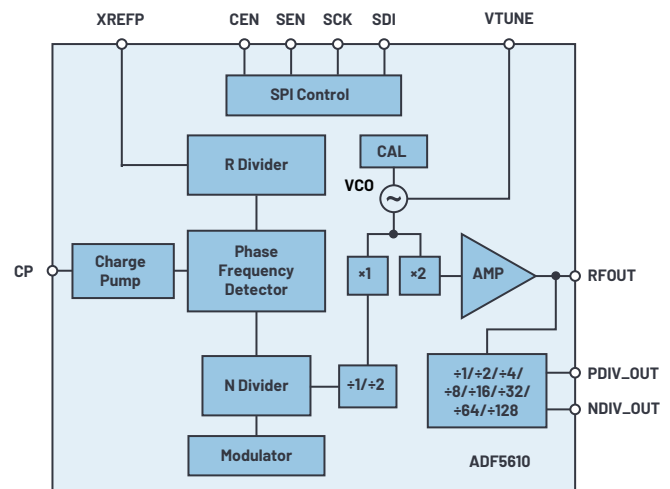 XREFP
CEN
SEN
SCK
SDI
VTUNE
SPI Control
R Divider
CAL
VCO
~
CP
Charge
Pump
Phase
Frequency
Detector
×1
×2
AMP
RFOUT
N Divider
÷1/÷2
÷1/÷2/÷4/
÷8/÷16/÷32/
÷64/÷128
PDIV_OUT
NDIV_OUT
Modulator
ADF5610